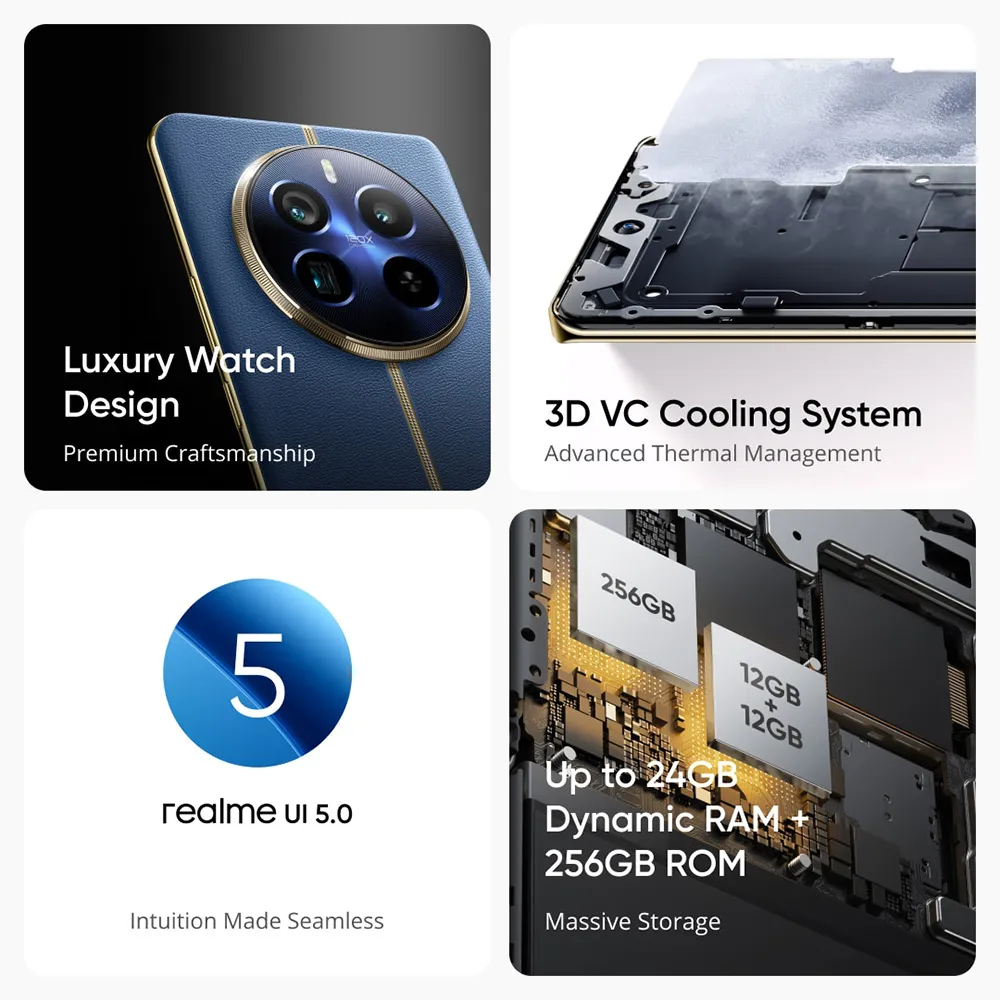 120X
Luxury Watch
Design
Premium Craftsmanship
3D VC Cooling System
Advanced Thermal Management
5
realme UI 5.0
Intuition Made Seamless
256GB
12GB
+
12GB
Up to 24GB
Dynamic RAM +
256GB ROM
Massive Storage